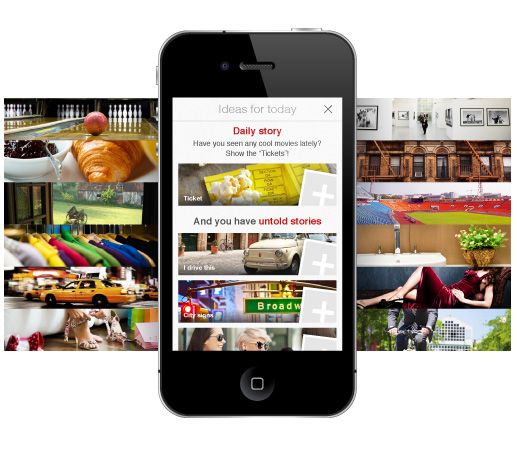 Ideas for today
Daily story
Have you seen any cool movies lately?
Show the "Tickets"!
Ticket
And you have untold stories
I drive this
Broadw
City signs